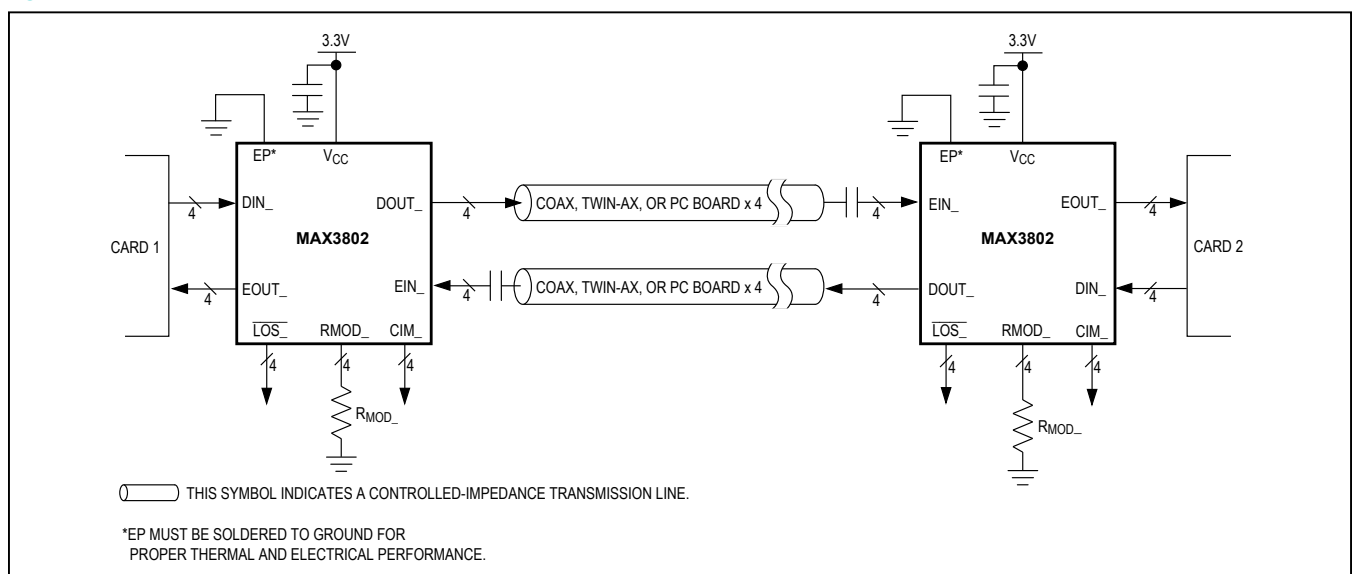 3.3V
3.3V
EP*
VCC
EP*
VCC
DIN_
DOUT_
COAX, TWIN-AX, OR PC BOARD x 4
EIN_
EOUT_
4
4
4
4
CARD 1
MAX3802
MAX3802
CARD 2
EOUT_
EIN_
COAX, TWIN-AX, OR PC BOARD x 4
DOUT_
DIN_
4
4
4
4
LOS_
RMOD_
CIM_
LOS_
RMOD_
CIM_
4
4
4
4
4
4
RMOD_
RMOD_
THIS SYMBOL INDICATES A CONTROLLED-IMPEDANCE TRANSMISSION LINE.
*EP MUST BE SOLDERED TO GROUND FOR
PROPER THERMAL AND ELECTRICAL PERFORMANCE.